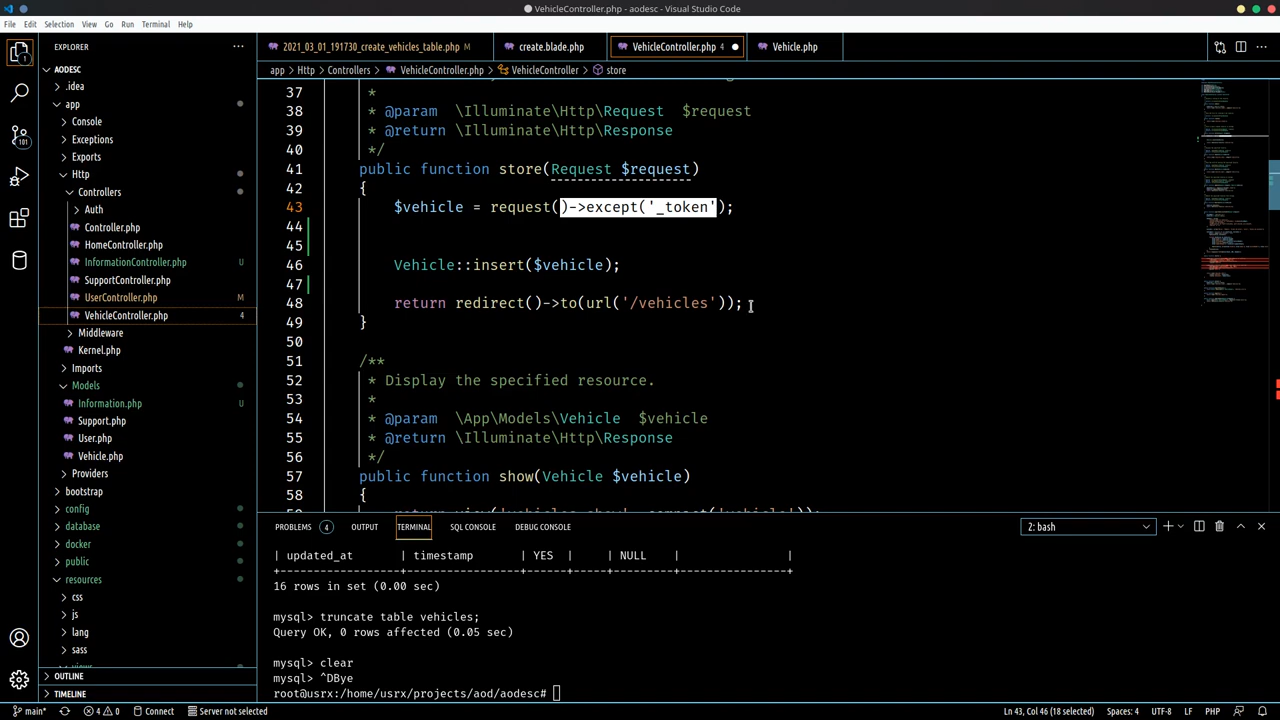 VehicleController.php - aodesc - Visual Studio Code
File Edit Selection View Go Run Terminal Help
EXPLORER
2021_03_01_191730_create_vehicles_table.php M
create.blade.php
VehicleController.php 4
Vehicle.php
app > Http > Controllers > VehicleController.php > VehicleController > store
AODESC
.idea
app
Console
Exceptions
Exports
Http
Controllers
Auth
Controller.php
HomeController.php
InformationController.php U
SupportController.php
UserController.php M
VehicleController.php 4
Middleware
Kernel.php
Imports
Models
Information.php U
Support.php
User.php
Vehicle.php
Providers
bootstrap
config
database
docker
public
resources
css
js
lang
sass
OUTLINE
TIMELINE
37 *
38 * @param \Illuminate\Http\Request $request
39 * @return \Illuminate\Http\Response
40 */
41 public function store(Request $request)
42 {
43 $vehicle = request()->except('_token');
44
45
46 Vehicle::insert($vehicle);
47
48 return redirect()->to(url('/vehicles'));
49 }
50
51 /**
52 * Display the specified resource.
53 *
54 * @param \App\Models\Vehicle $vehicle
55 * @return \Illuminate\Http\Response
56 */
57 public function show(Vehicle $vehicle)
58 {
PROBLEMS 4 OUTPUT TERMINAL SQL CONSOLE DEBUG CONSOLE 2: bash
| updated_at | timestamp | YES | | NULL | |
16 rows in set (0.00 sec)
mysql> truncate table vehicles;
Query OK, 0 rows affected (0.05 sec)
mysql> clear
mysql> ^DBye
root@usrx:/home/usrx/projects/aod/aodesc#
main* 4 0 Connect Server not selected Ln 43, Col 46 (18 selected) Spaces: 4 UTF-8 LF PHP